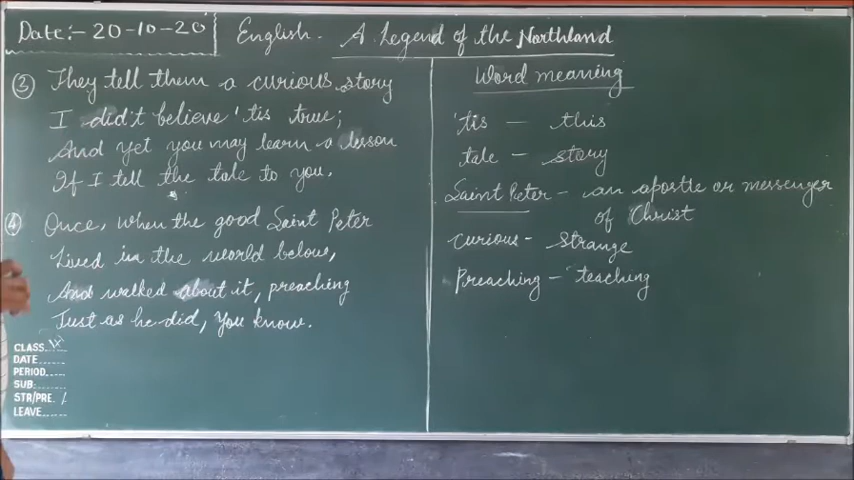 Date:- 20-10-20
English. A Legend of the Northland
③ They tell them a curious story
I did't believe 'tis true;
And yet you may learn a lesson
If I tell the tale to you.
④ Once, when the good Saint Peter
Lived in the world below,
And walked about it, preaching
Just as he did, you know.
CLASS IX
DATE
PERIOD
SUB
STR/PRE. /
LEAVE
Word meaning
'tis — this
tale — story
Saint Peter — an apostle or messenger
of Christ
curious - strange
Preaching — teaching